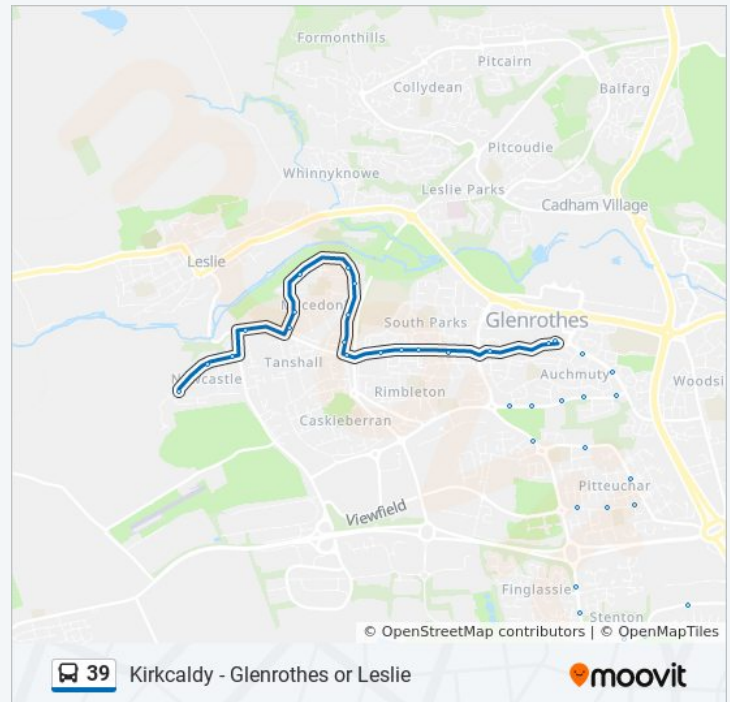 Formonthills
Pitcairn
Collydean
Balfarg
Pitcoudie
Whinnyknowe
Leslie Parks
Cadham Village
Leslie
Macedon
South Parks
Glenrothes
Tanshall
Newcastle
Auchmuty
Woodsi
Rimbleton
Caskieberran
Pitteuchar
Viewfield
Finglassie
Stenton
© OpenStreetMap contributors | © OpenMapTiles
39 Kirkcaldy - Glenrothes or Leslie
moovit